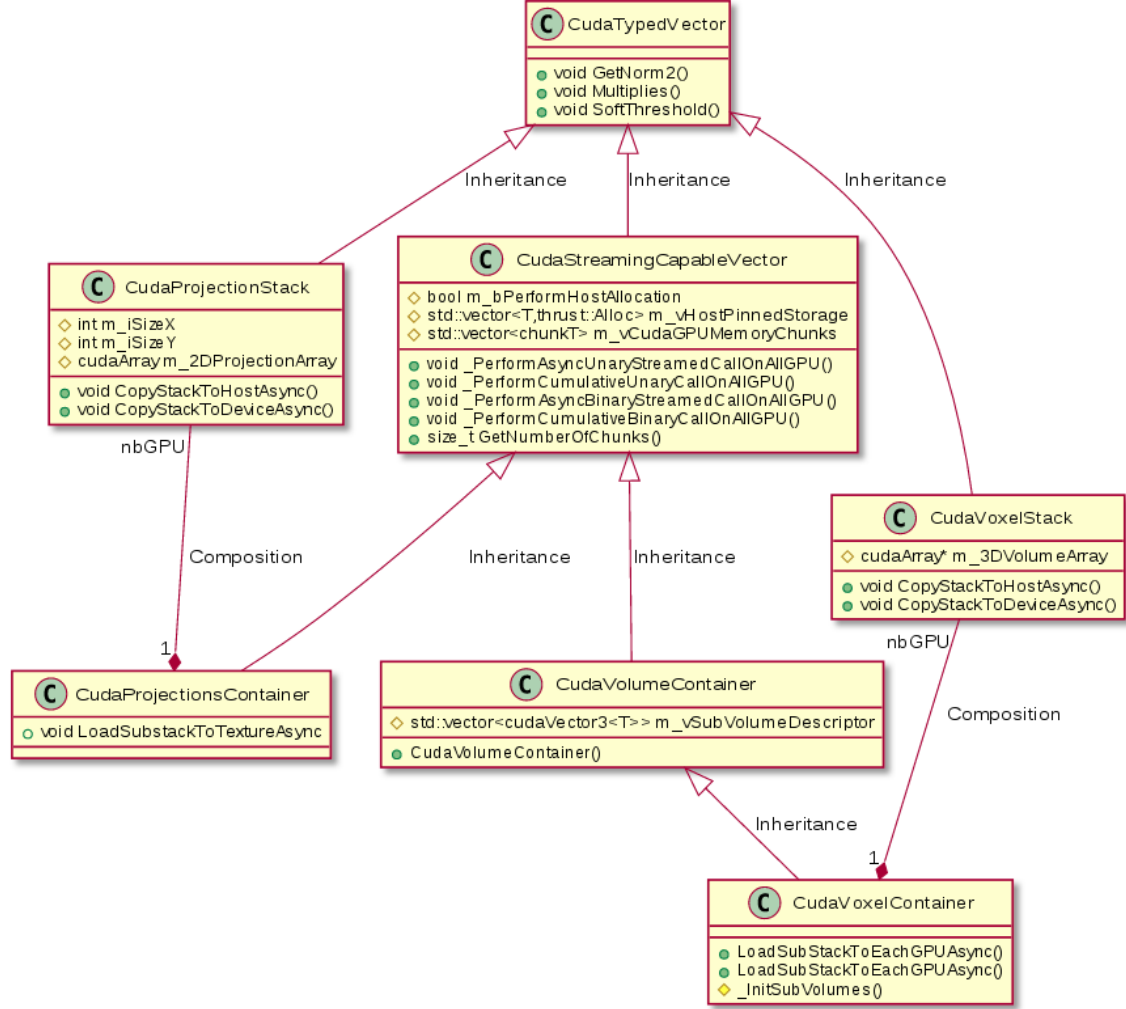 C CudaTypedVector
void GetNorm2()
void Multiplies()
void SoftThreshold()
Inheritance
Inheritance
Inheritance
C CudaProjectionStack
int m_iSizeX
int m_iSizeY
cudaArray m_2DProjectionArray
void CopyStackToHostAsync()
void CopyStackToDeviceAsync()
C CudaStreamingCapableVector
bool m_bPerformHostAllocation
std::vector<T,thrust::Alloc> m_vHostPinnedStorage
std::vector<chunkT> m_vCudaGPUMemoryChunks
void _PerformAsyncUnaryStreamedCallOnAllGPU()
void _PerformCumulativeUnaryCallOnAllGPU()
void _PerformAsyncBinaryStreamedCallOnAllGPU()
void _PerformCumulativeBinaryCallOnAllGPU()
size_t GetNumberOfChunks()
nbGPU
Composition
1
Inheritance
Inheritance
C CudaVoxelStack
cudaArray* m_3DVolumeArray
void CopyStackToHostAsync()
void CopyStackToDeviceAsync()
nbGPU
Composition
1
C CudaProjectionsContainer
void LoadSubstackToTextureAsync
C CudaVolumeContainer
std::vector<cudaVector3<T>> m_vSubVolumeDescriptor
CudaVolumeContainer()
Inheritance
C CudaVoxelContainer
LoadSubStackToEachGPUAsync()
LoadSubStackToEachGPUAsync()
_InitSubVolumes()